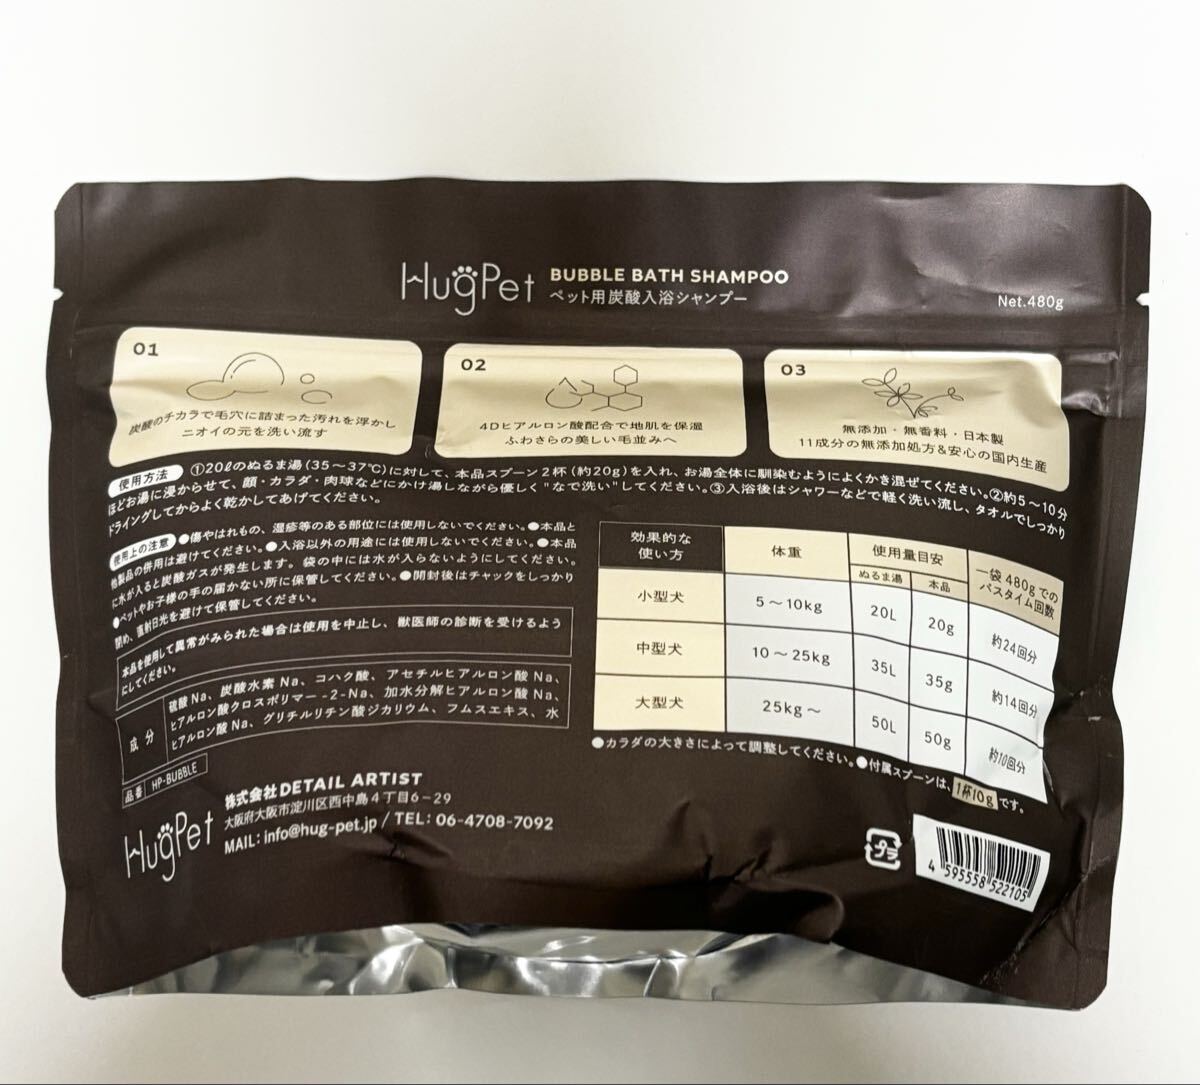 HugPet
BUBBLE BATH SHAMPOO
ペット用炭酸入浴シャンプー
Net.480g
01
炭酸のチカラで毛穴に詰まった汚れを浮かし
ニオイの元を洗い流す
02
4Dヒアルロン酸配合で地肌を保湿
ふわさらの美しい毛並みへ
03
無添加・無香料・日本製
11成分の無添加処方&安心の国内生産
使用方法 ①20ℓのぬるま湯(35～37℃)に対して、本品スプーン2杯(約20g)を入れ、お湯全体に馴染むようによくかき混ぜてください。②約5～10分
ほどお湯に浸からせて、顔・カラダ・肉球などにかけ湯しながら優しく"なで洗い"してください。③入浴後はシャワーなどで軽く洗い流し、タオルでしっかり
ドライングしてからよく乾かしてあげてください。
使用上の注意 ●傷やはれもの、湿疹等のある部位には使用しないでください。●本品と
他製品の併用は避けてください。●入浴以外の用途には使用しないでください。●本品
に水が入ると炭酸ガスが発生します。袋の中には水が入らないようにしてください。
●ペットやお子様の手の届かない所に保管してください。●開封後はチャックをしっかり
閉め、直射日光を避けて保管してください。
本品を使用して異常がみられた場合は使用を中止し、獣医師の診断を受けるよう
にしてください。
成分 硫酸Na、炭酸水素Na、コハク酸、アセチルヒアルロン酸Na、
ヒアルロン酸クロスポリマー-2-Na、加水分解ヒアルロン酸Na、
ヒアルロン酸Na、グリチルリチン酸ジカリウム、フムスエキス、水
品番 HP-BUBBLE
効果的な使い方 体重 使用量目安 一袋480gでのバスタイム回数
ぬるま湯 本品
小型犬 5～10kg 20L 20g 約24回分
中型犬 10～25kg 35L 35g 約14回分
大型犬 25kg～ 50L 50g 約10回分
●カラダの大きさによって調整してください。●付属スプーンは、1杯10gです。
HugPet
株式会社DETAIL ARTIST
大阪府大阪市淀川区西中島4丁目6-29
MAIL: info@hug-pet.jp / TEL: 06-4708-7092
プラ
4 595558 522105